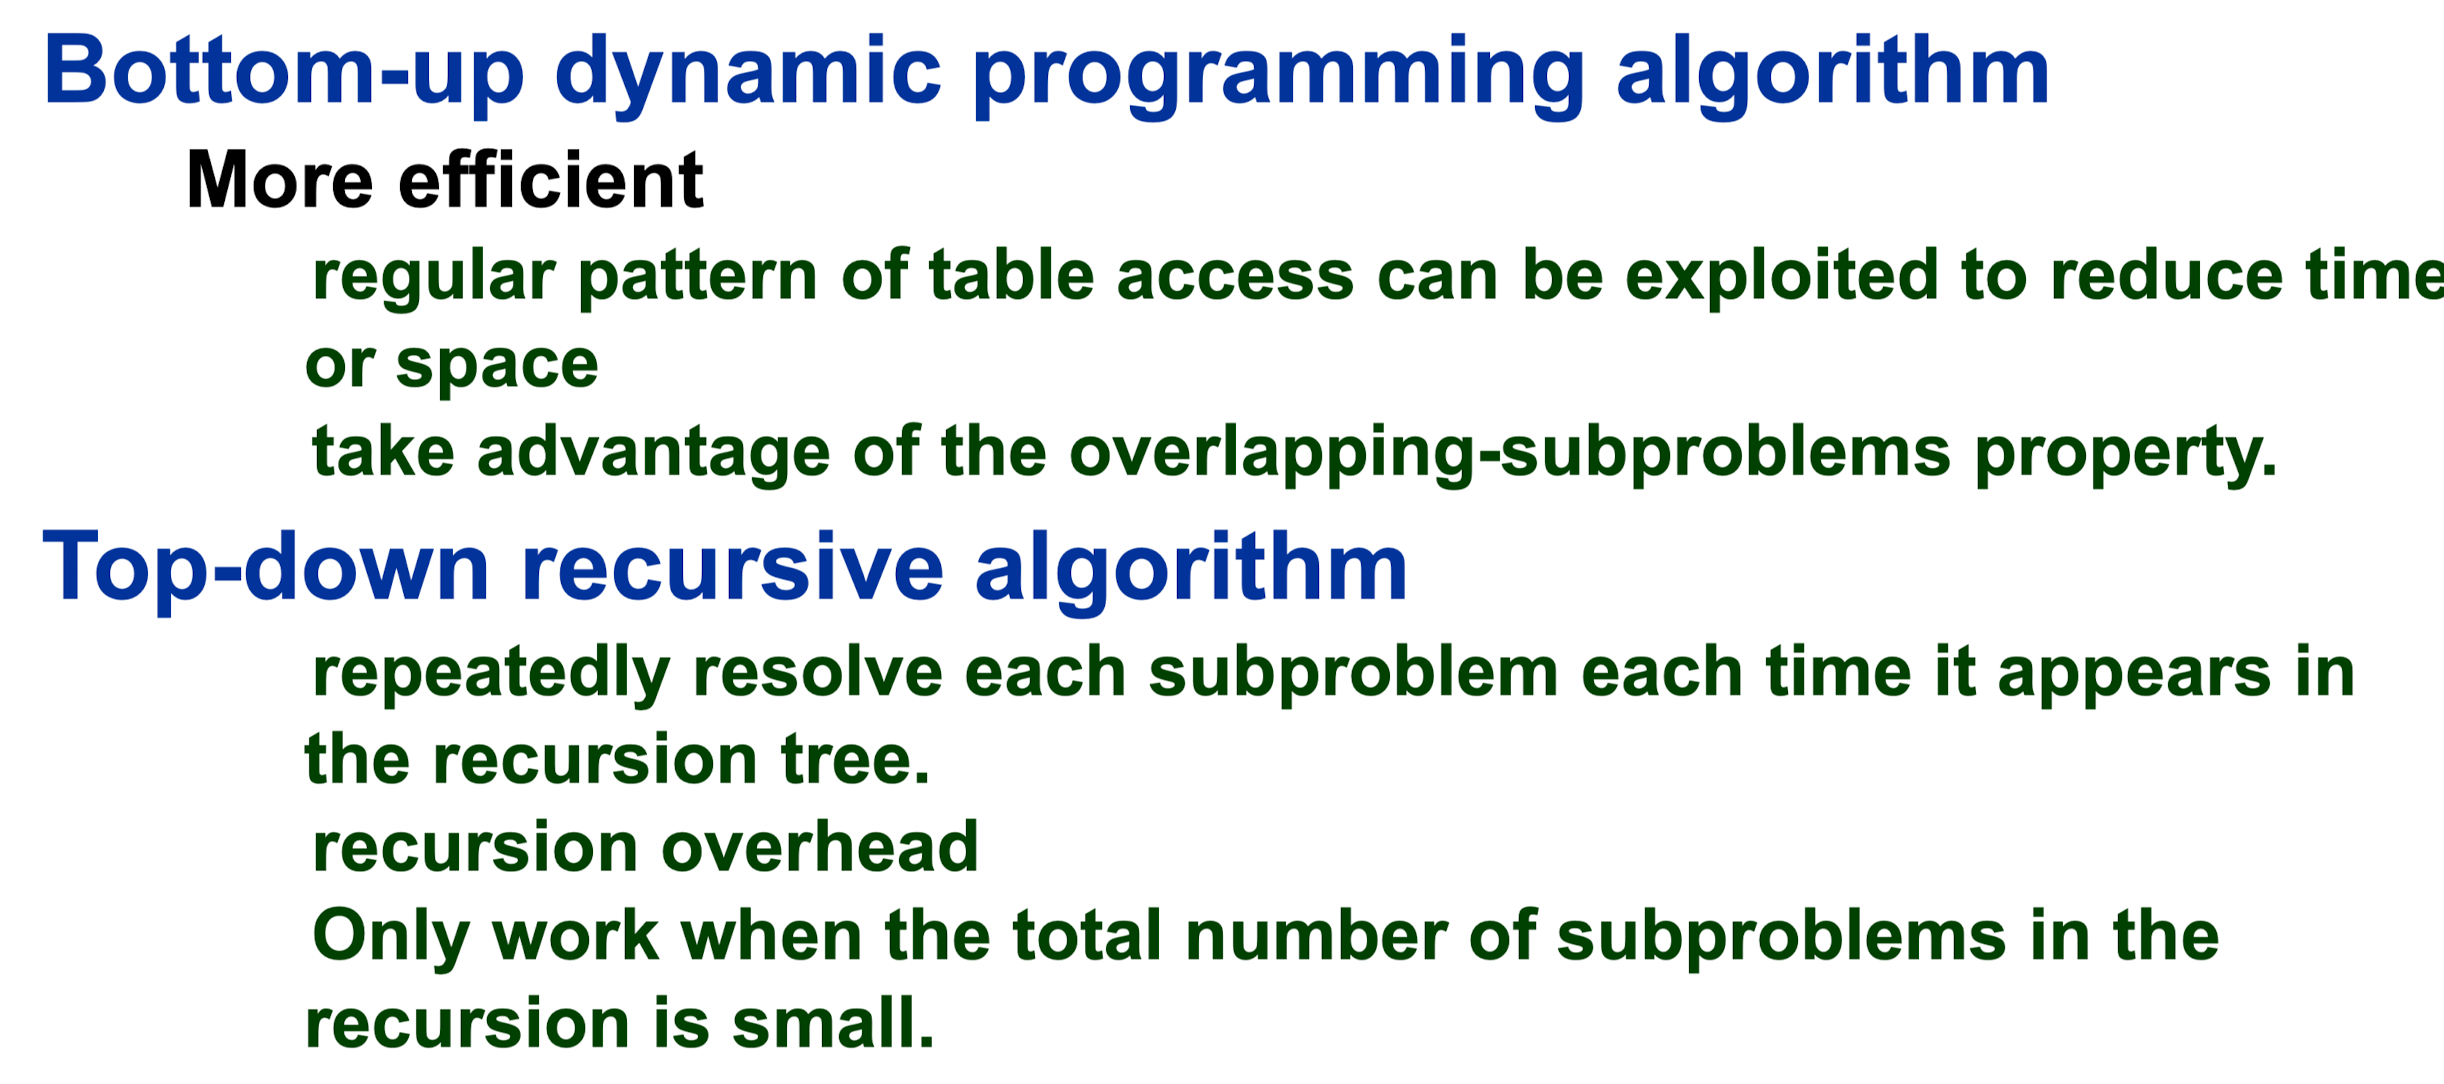 Bottom-up dynamic programming algorithm
More efficient
regular pattern of table access can be exploited to reduce time
or space
take advantage of the overlapping-subproblems property.
Top-down recursive algorithm
repeatedly resolve each subproblem each time it appears in
the recursion tree.
recursion overhead
Only work when the total number of subproblems in the
recursion is small.